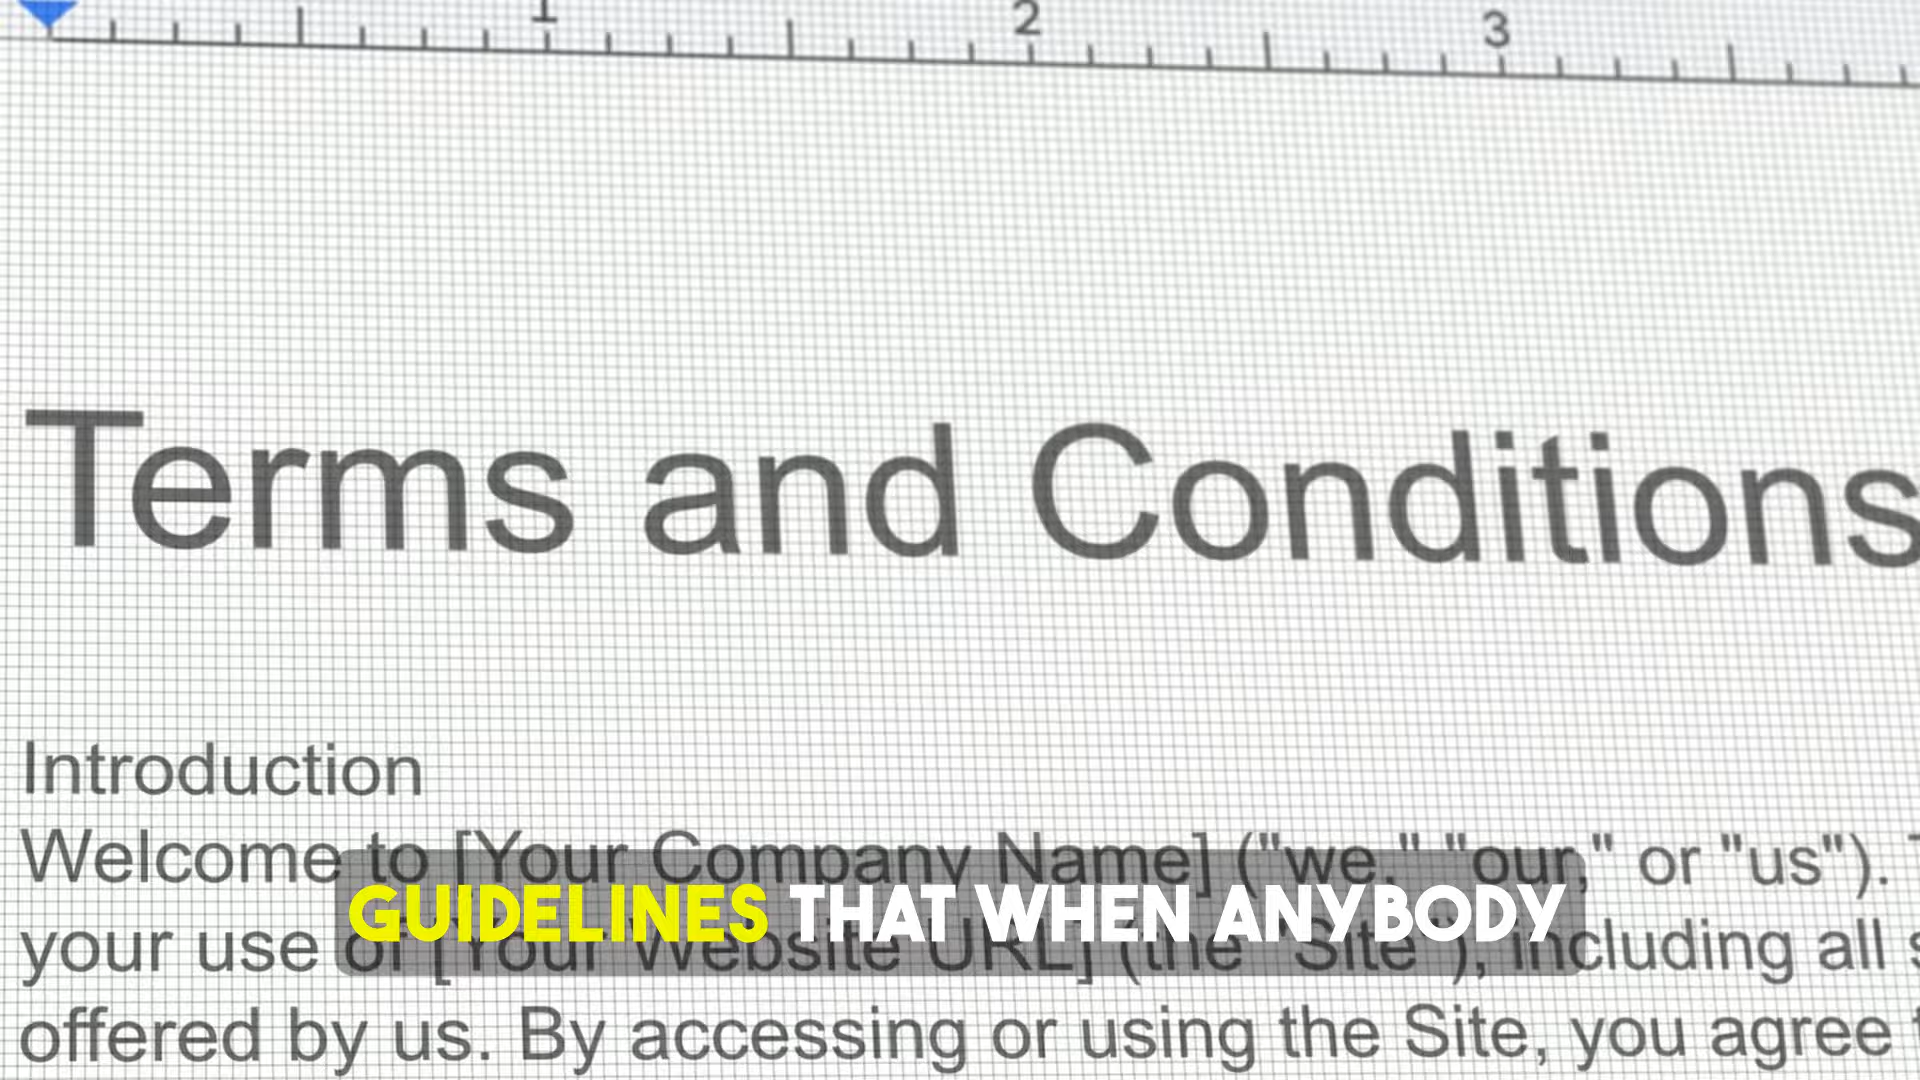 1 2 3
Terms and Conditions
Introduction
Welcome to [Your Company Name] ("we," "our," or "us").
GUIDELINES THAT WHEN ANYBODY
your use of [Your Website URL] (the "Site"), including all
offered by us. By accessing or using the Site, you agree